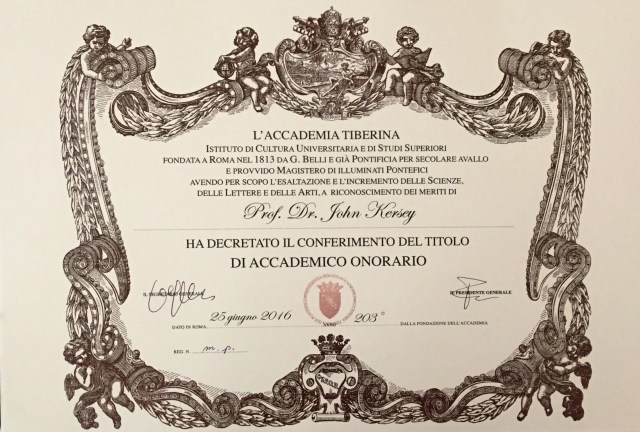 L'ACCADEMIA TIBERINA
ISTITUTO DI CULTURA UNIVERSITARIA E DI STUDI SUPERIORI
FONDATA A ROMA NEL 1813 DA G. BELLI E GIÀ PONTIFICIA PER SECOLARE AVALLO
E PROVVIDO MAGISTERO DI ILLUMINATI PONTEFICI
AVENDO PER SCOPO L'ESALTAZIONE E L'INCREMENTO DELLE SCIENZE,
DELLE LETTERE E DELLE ARTI, A RICONOSCIMENTO DEI MERITI DI
Prof. Dr. John Kersey
HA DECRETATO IL CONFERIMENTO DEL TITOLO
DI ACCADEMICO ONORARIO
IL SEGRETARIO GENERALE
IL PRESIDENTE GENERALE
25 giugno 2016 203°
DATO IN ROMA, ANNO DALLA FONDAZIONE DELL'ACCADEMIA
REG. N. m. p.